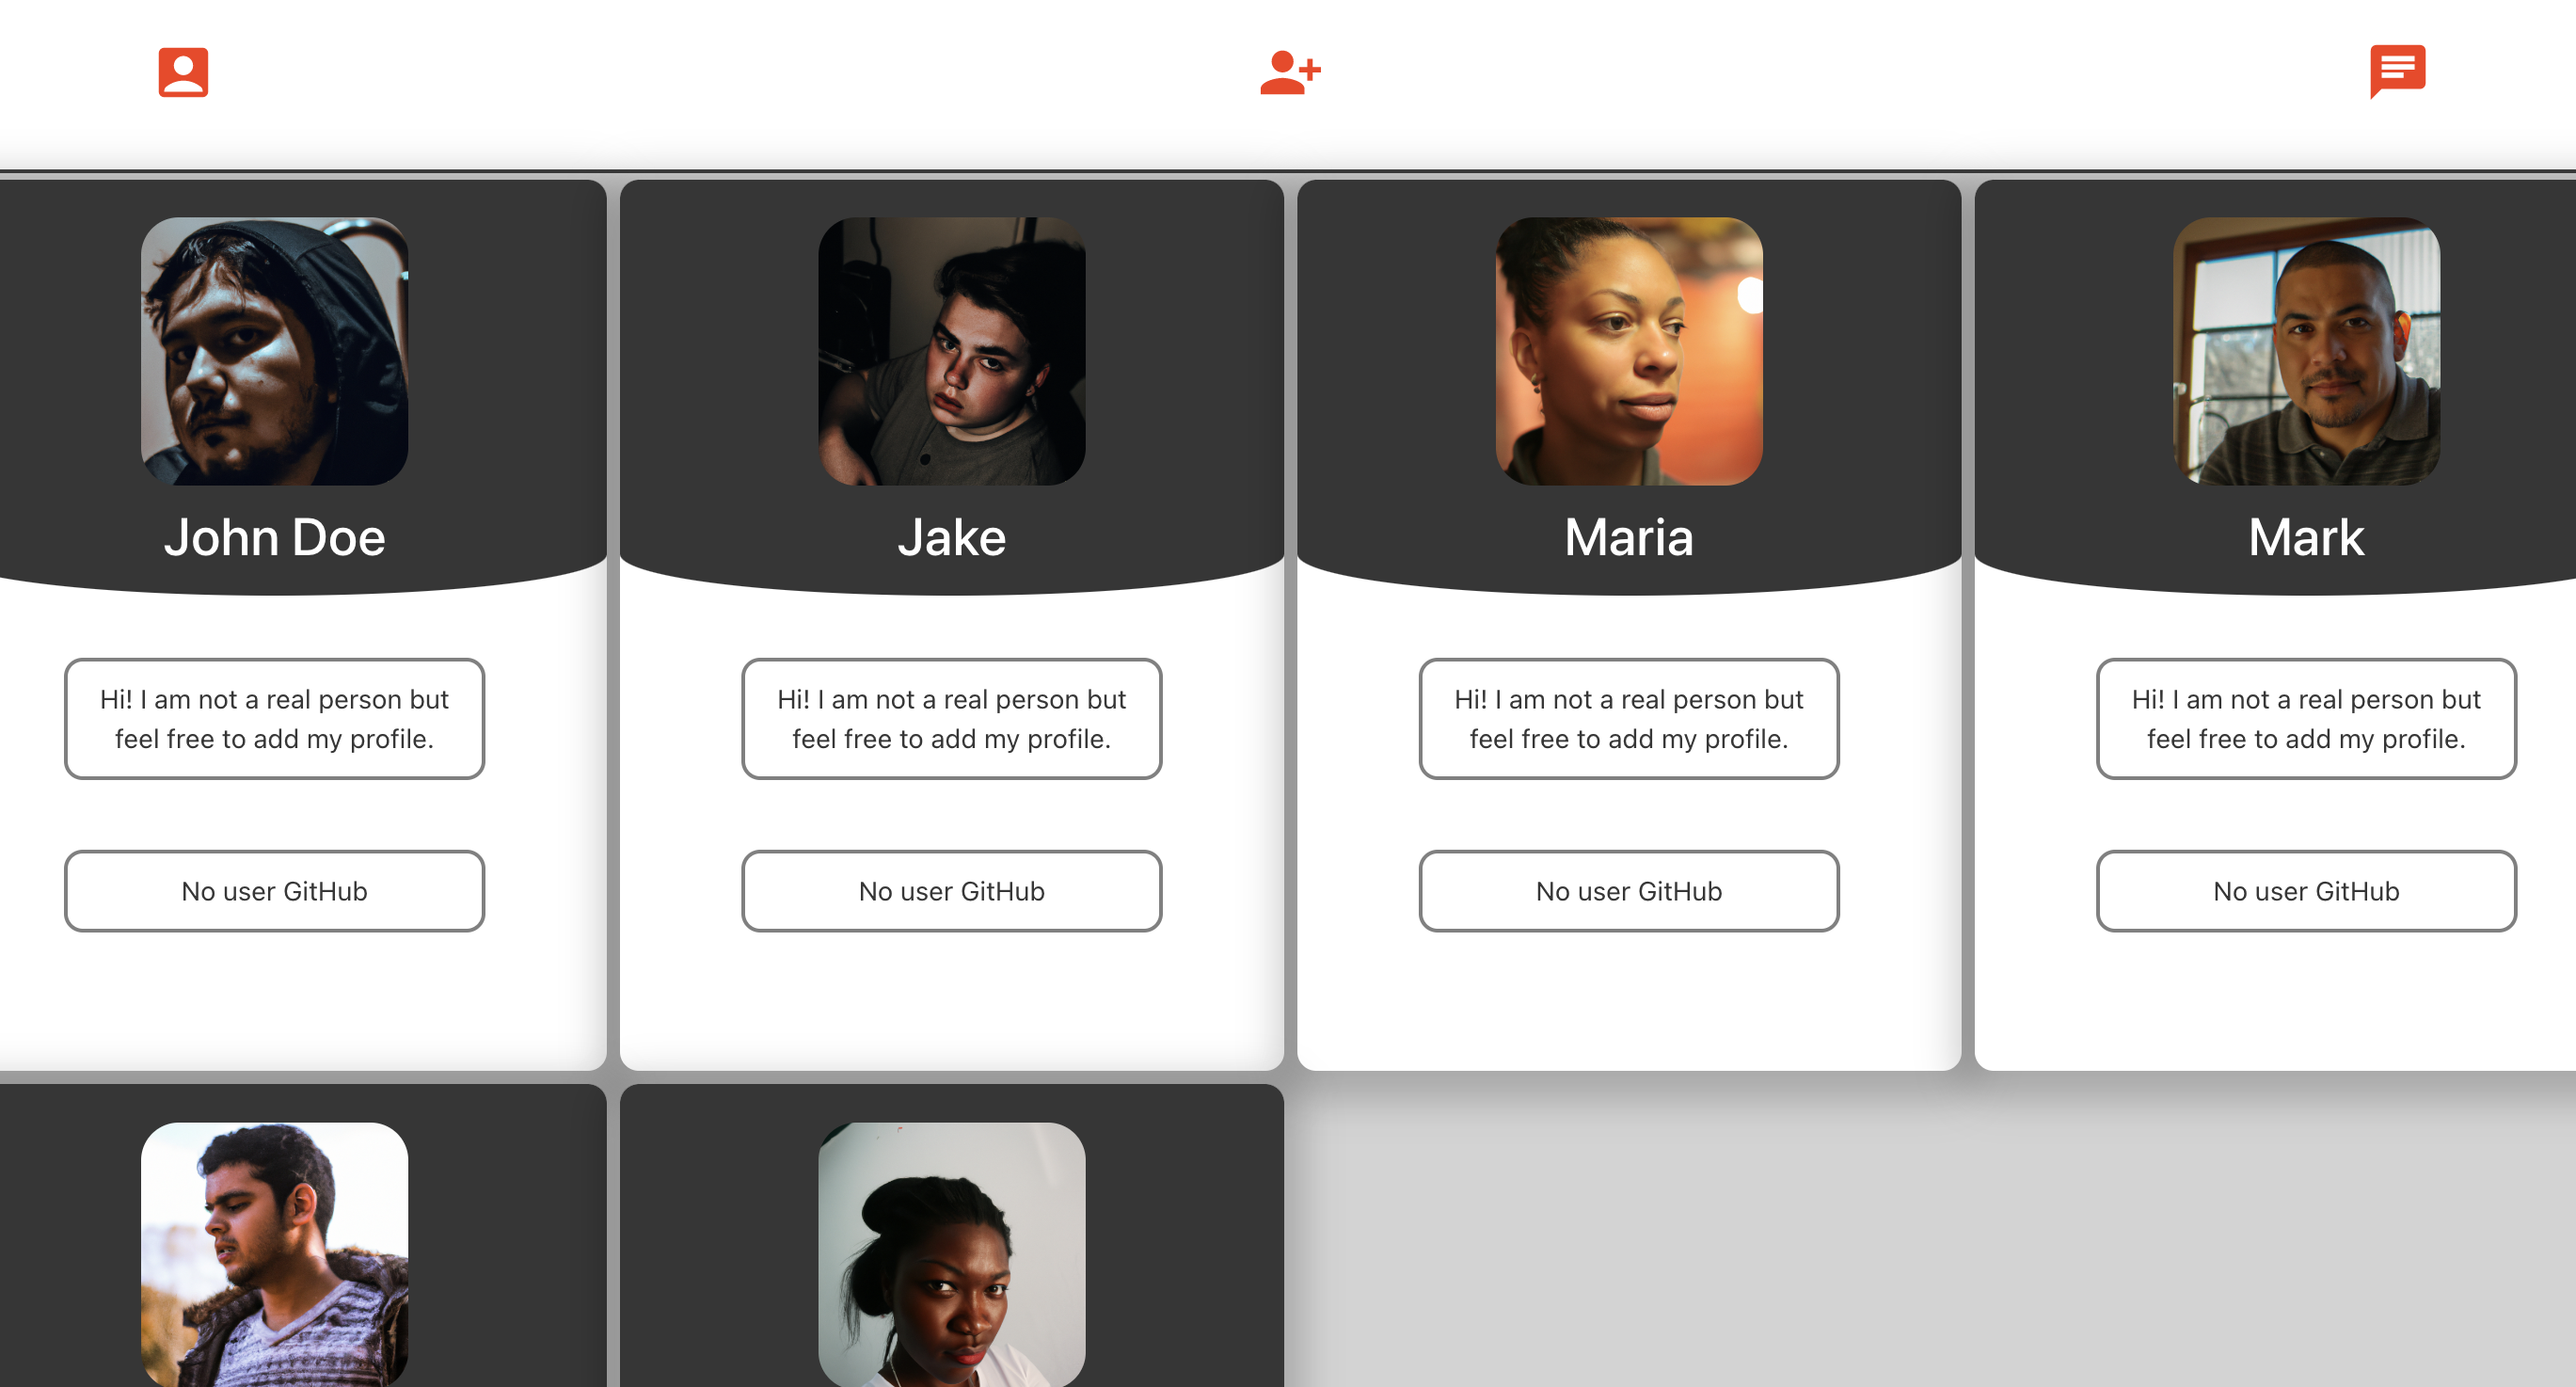 John Doe
Jake
Maria
Mark
Hi! I am not a real person but
feel free to add my profile.
Hi! I am not a real person but
feel free to add my profile.
Hi! I am not a real person but
feel free to add my profile.
Hi! I am not a real person but
feel free to add my profile.
No user GitHub
No user GitHub
No user GitHub
No user GitHub